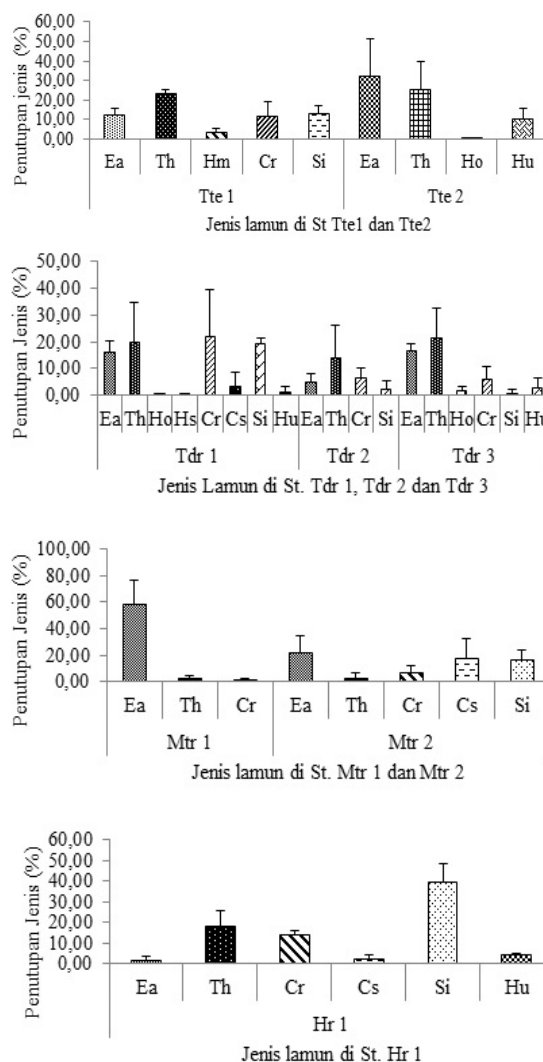 Penutupan jenis (%)
60,00
50,00
40,00
30,00
20,00
10,00
0,00
Ea Th Hm Cr Si Ea Th Ho Hu
Tte 1 Tte 2
Jenis lamun di St Tte1 dan Tte2
Penutupan Jenis (%)
50,00
40,00
30,00
20,00
10,00
0,00
Ea Th Ho Hs Cr Cs Si Hu Ea Th Cr Si Ea Th Ho Cr Si Hu
Tdr 1 Tdr 2 Tdr 3
Jenis Lamun di St. Tdr 1, Tdr 2 dan Tdr 3
Penutupan Jenis (%)
100,00
80,00
60,00
40,00
20,00
0,00
Ea Th Cr Ea Th Cr Cs Si
Mtr 1 Mtr 2
Jenis lamun di St. Mtr 1 dan Mtr 2
Penutupan Jenis (%)
60,00
50,00
40,00
30,00
20,00
10,00
0,00
Ea Th Cr Cs Si Hu
Hr 1
Jenis lamun di St. Hr 1